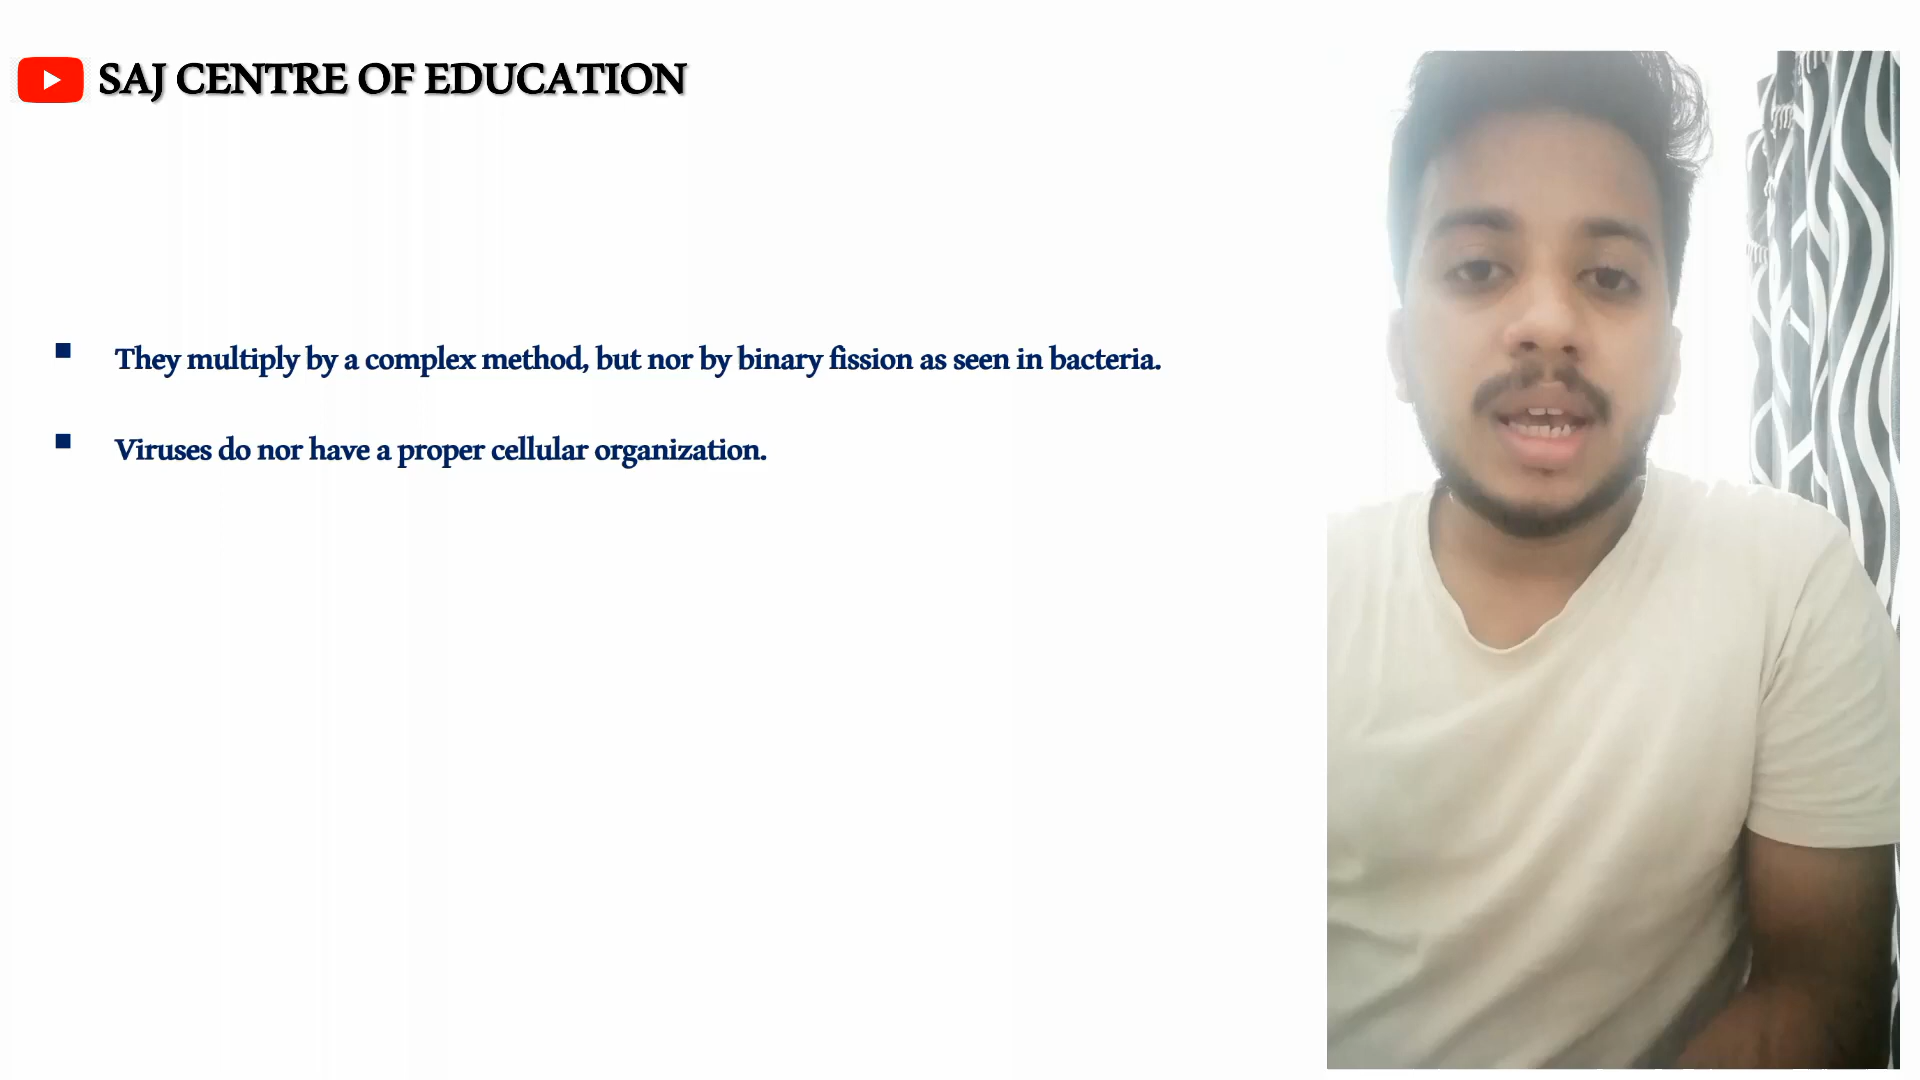 SAJ CENTRE OF EDUCATION
They multiply by a complex method, but nor by binary fission as seen in bacteria.
Viruses do nor have a proper cellular organization.